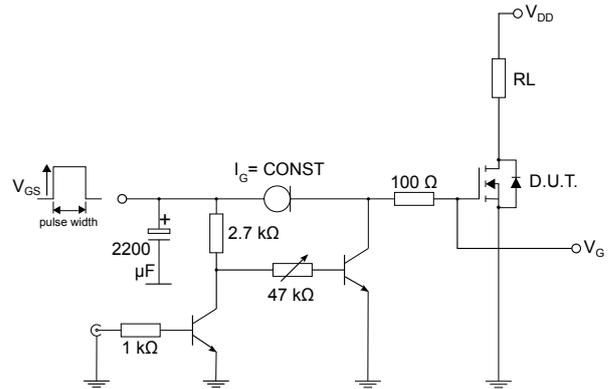 V_DD
RL
I_G= CONST
100 Ω
D.U.T.
V_GS
pulse width
+
2200
μF
2.7 kΩ
47 kΩ
V_G
1 kΩ